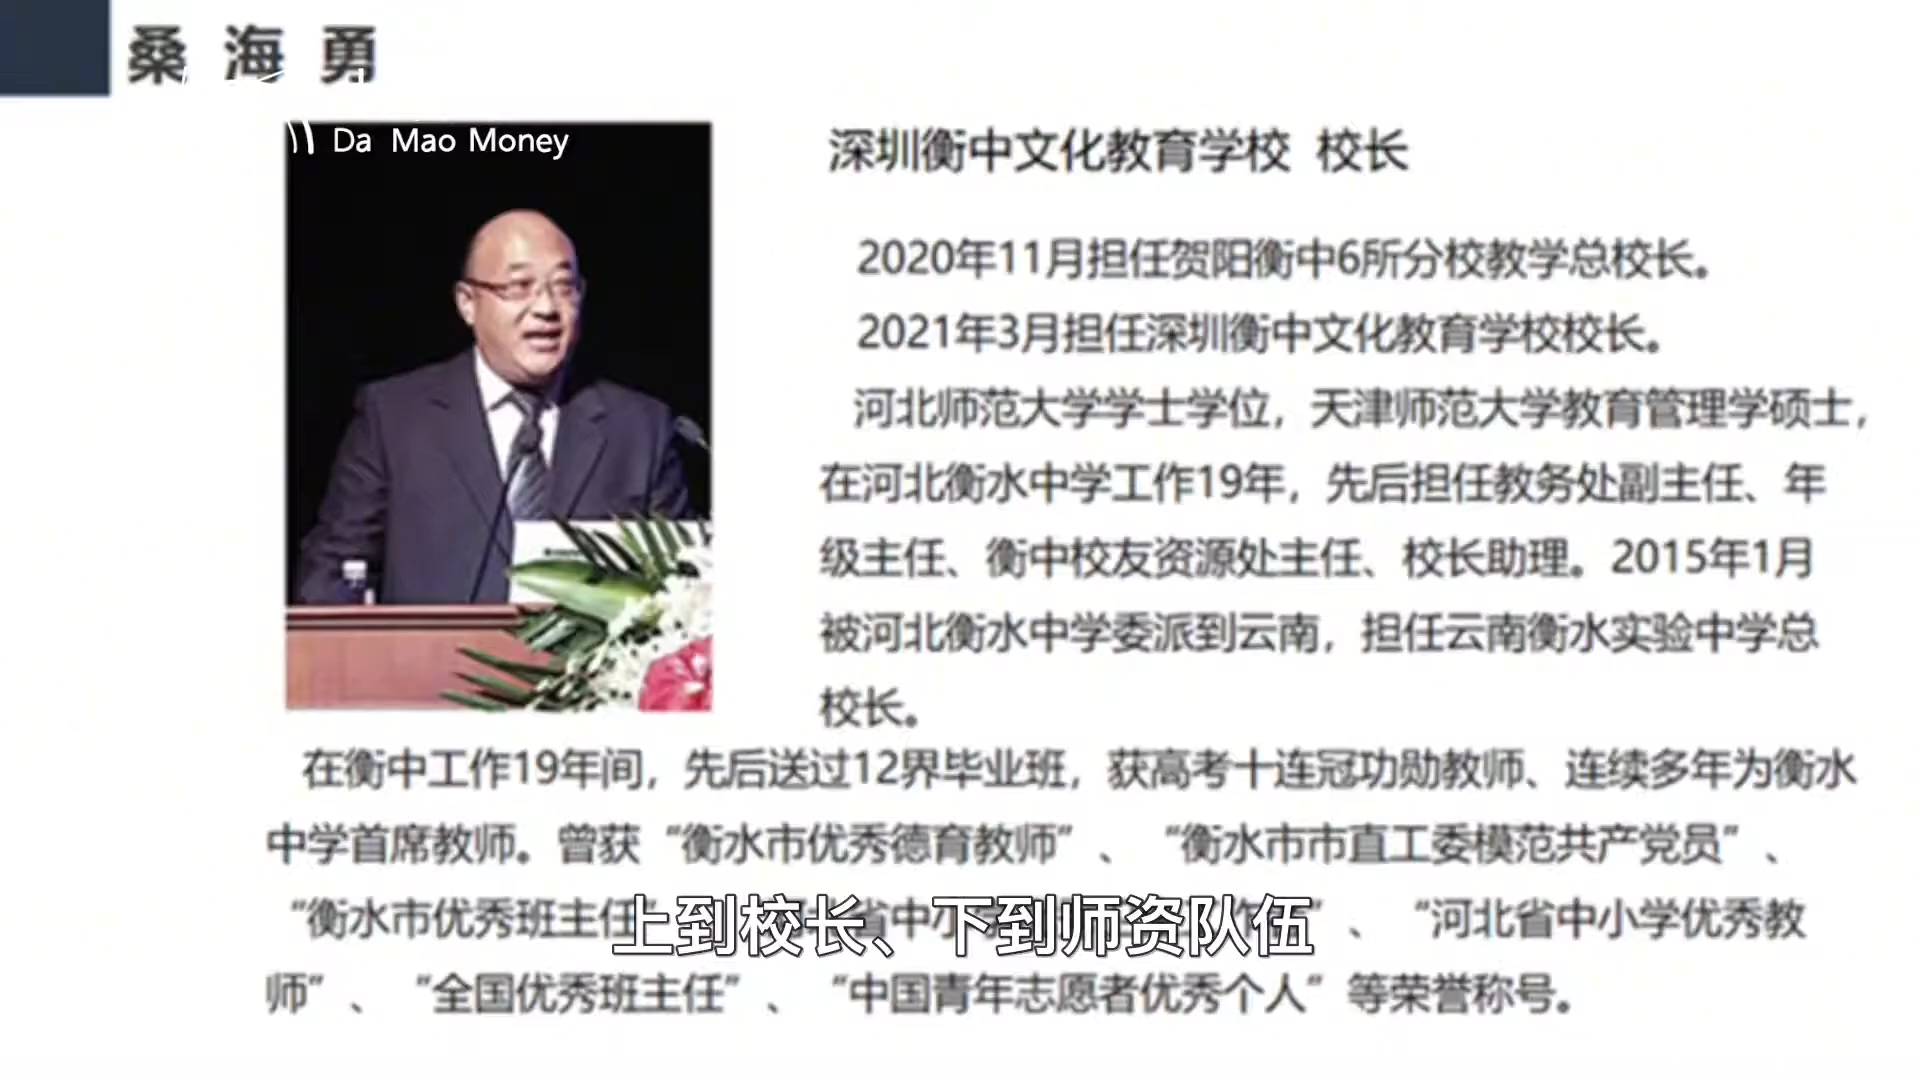 桑海勇
Da Mao Money
深圳衡中文化教育学校 校长
2020年11月担任贺阳衡中6所分校教学总校长。
2021年3月担任深圳衡中文化教育学校校长。
河北师范大学学士学位，天津师范大学教育管理学硕士，
在河北衡水中学工作19年，先后担任教务处副主任、年
级主任、衡中校友资源处主任、校长助理。2015年1月
被河北衡水中学委派到云南，担任云南衡水实验中学总
校长。
在衡中工作19年间，先后送过12界毕业班，获高考十连冠功勋教师、连续多年为衡水
中学首席教师。曾获“衡水市优秀德育教师”、“衡水市市直工委模范共产党员”、
“衡水市优秀班主任 省中小 ”、“河北省中小学优秀教
上到校长、下到师资队伍
师”、“全国优秀班主任”、“中国青年志愿者优秀个人”等荣誉称号。